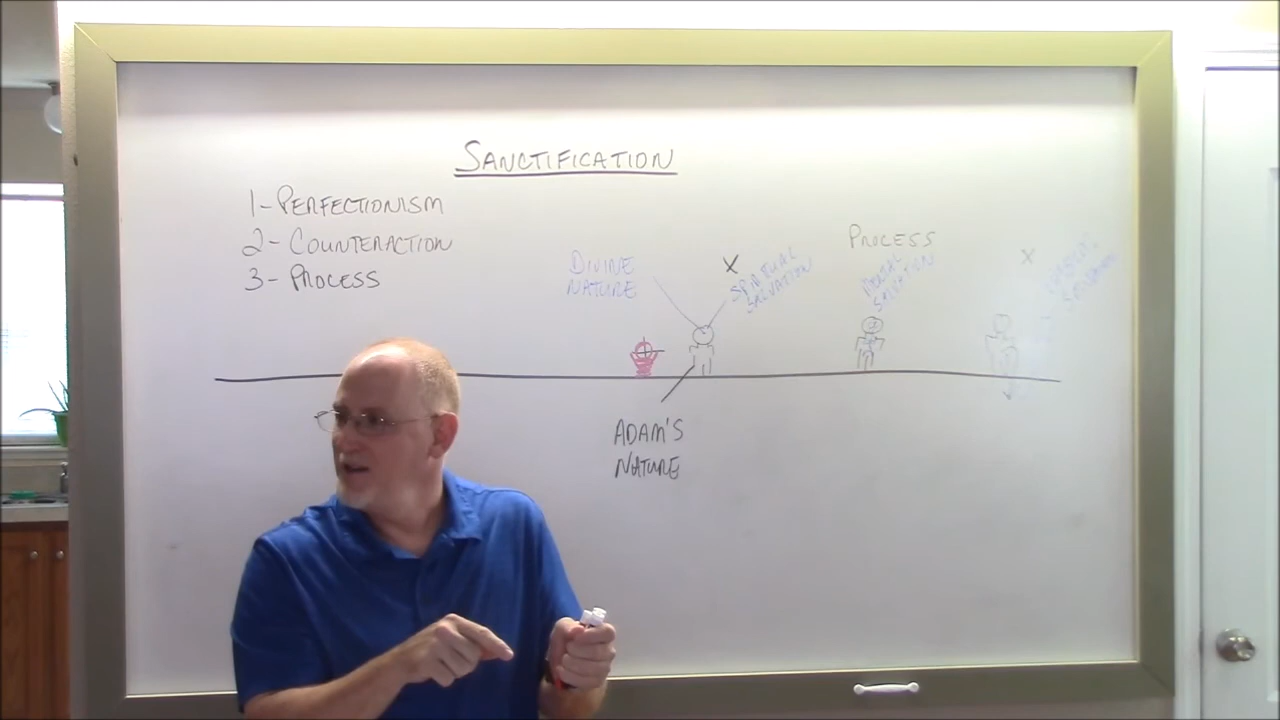 SANCTIFICATION
1-PERFECTIONISM
2-COUNTERACTION
3-PROCESS
DIVINE
NATURE
X
SPIRITUAL
SALVATION
PROCESS
MENTAL
SALVATION
X
ADAM'S
NATURE